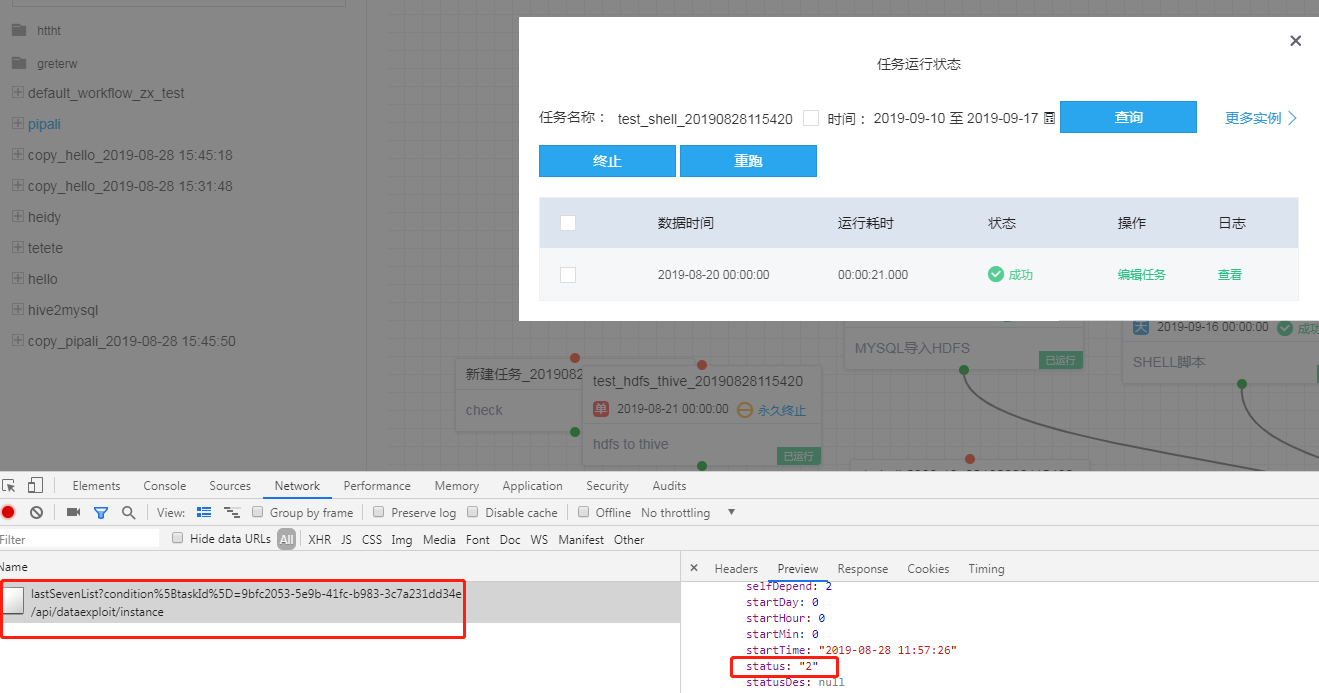 httht
greterw
default_workflow_zx_test
pipali
copy_hello_2019-08-28 15:45:18
copy_hello_2019-08-28 15:31:48
heidy
tetete
hello
hive2mysql
copy_pipali_2019-08-28 15:45:50
任务运行状态
任务名称： test_shell_20190828115420 时间： 2019-09-10 至 2019-09-17 查询 更多实例
终止 重跑
数据时间 运行耗时 状态 操作 日志
2019-08-20 00:00:00 00:00:21.000 成功 编辑任务 查看
天 2019-09-16 00:00:00 成功
MYSQL导入HDFS
已运行
SHELL脚本
新建任务_201908
check
test_hdfs_thive_20190828115420
单 2019-08-21 00:00:00 永久终止
hdfs to thive
已运行
Elements Console Sources Network Performance Memory Application Security Audits
View: Group by frame Preserve log Disable cache Offline No throttling
Filter Hide data URLs All XHR JS CSS Img Media Font Doc WS Manifest Other
Name
lastSevenList?condition%5BtaskId%5D=9bfc2053-5e9b-41fc-b983-3c7a231dd34e
/api/dataexploit/instance
× Headers Preview Response Cookies Timing
selfDepend: 2
startDay: 0
startHour: 0
startMin: 0
startTime: "2019-08-28 11:57:26"
status: "2"
statusDes: null